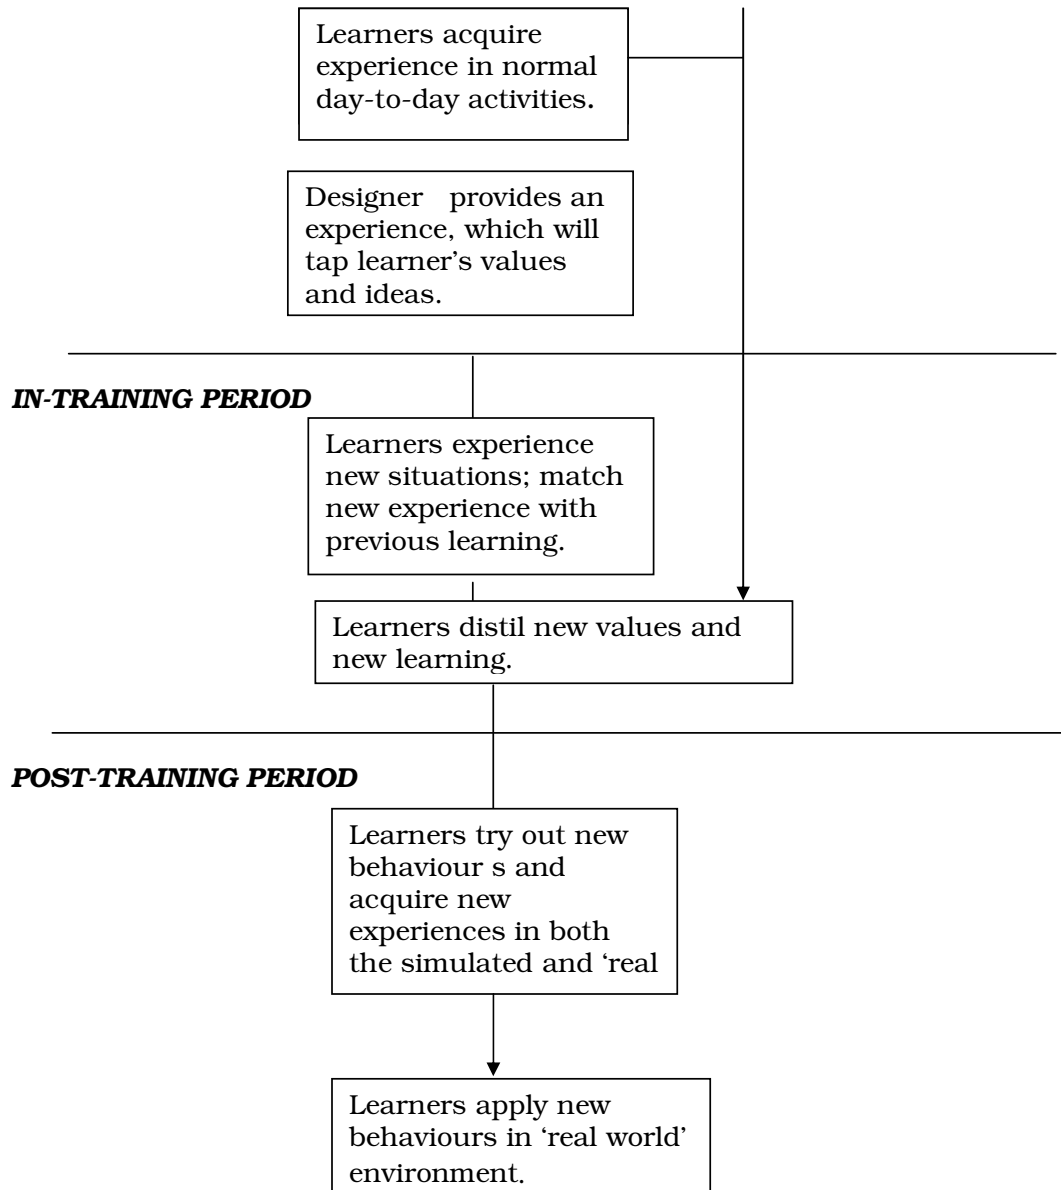 Learners acquire
experience in normal
day-to-day activities.
Designer provides an
experience, which will
tap learner's values
and ideas.
IN-TRAINING PERIOD
Learners experience
new situations; match
new experience with
previous learning.
Learners distil new values and
new learning.
POST-TRAINING PERIOD
Learners try out new
behaviour s and
acquire new
experiences in both
the simulated and ‘real
Learners apply new
behaviours in ‘real world’
environment.